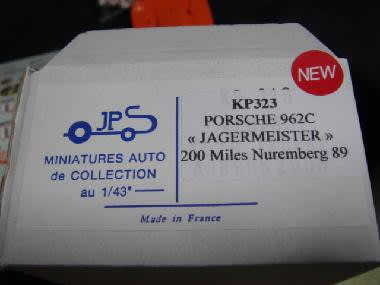 NEW
JPS
MINIATURES AUTO
de COLLECTION
au 1/43°
KP323
PORSCHE 962C
« JAGERMEISTER »
200 Miles Nuremberg 89
Made in France